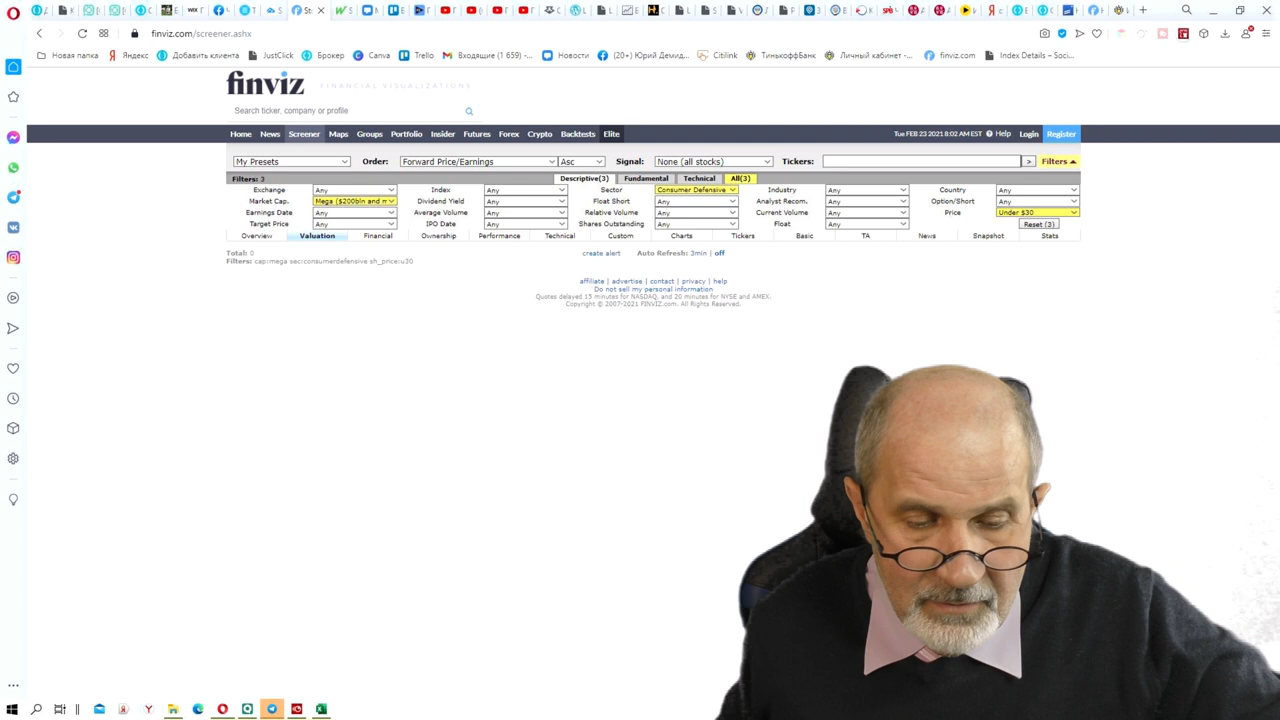 finviz.com/screener.ashx
Новая папка
Яндекс
Добавить клиента
JustClick
Брокер
Canva
Trello
Входящие (1 659) -...
Новости
(20+) Юрий Демид...
Citilink
ТинькоффБанк
Личный кабинет -...
finviz.com
Index Details – Soci...
finviz
FINANCIAL VISUALIZATIONS
Search ticker, company or profile
Home News Screener Maps Groups Portfolio Insider Futures Forex Crypto Backtests Elite
Tue FEB 23 2021 8:02 AM EST Help Login Register
My Presets Order: Forward Price/Earnings Asc Signal: None (all stocks) Tickers: > Filters
Filters: 3 Descriptive(3) Fundamental Technical All(3)
Exchange Any Index Any Sector Consumer Defensive Industry Any Country Any
Market Cap. Mega ($200bln and m Dividend Yield Any Float Short Any Analyst Recom. Any Option/Short Any
Earnings Date Any Average Volume Any Relative Volume Any Current Volume Any Price Under $30
Target Price Any IPO Date Any Shares Outstanding Any Float Any Reset (3)
Overview Valuation Financial Ownership Performance Technical Custom Charts Tickers Basic TA News Snapshot Stats
Total: 0 create alert Auto Refresh: 3min | off
Filters: cap:mega sec:consumerdefensive sh_price:u30
affiliate | advertise | contact | privacy | help
Do not sell my personal information
Quotes delayed 15 minutes for NASDAQ, and 20 minutes for NYSE and AMEX.
Copyright © 2007-2021 FINVIZ.com. All Rights Reserved.